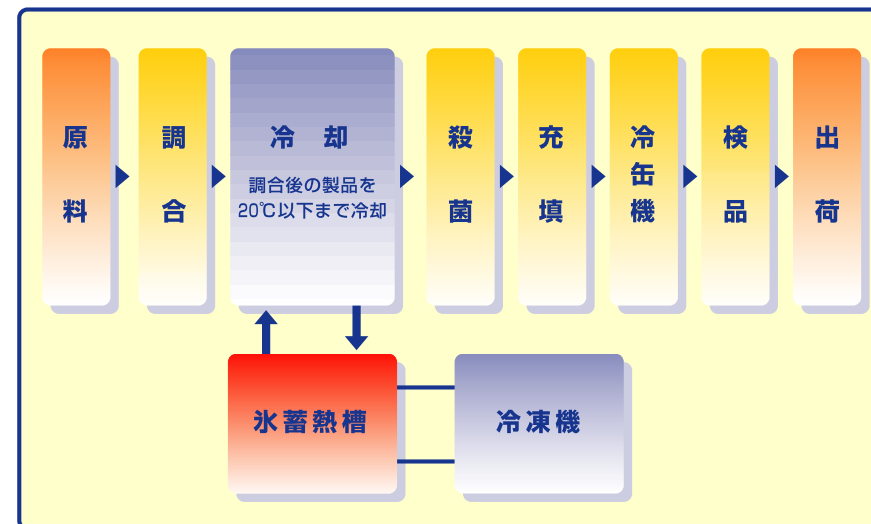 原料
調合
冷却
調合後の製品を
20℃以下まで冷却
殺菌
充填
冷缶機
検品
出荷
氷蓄熱槽
冷凍機